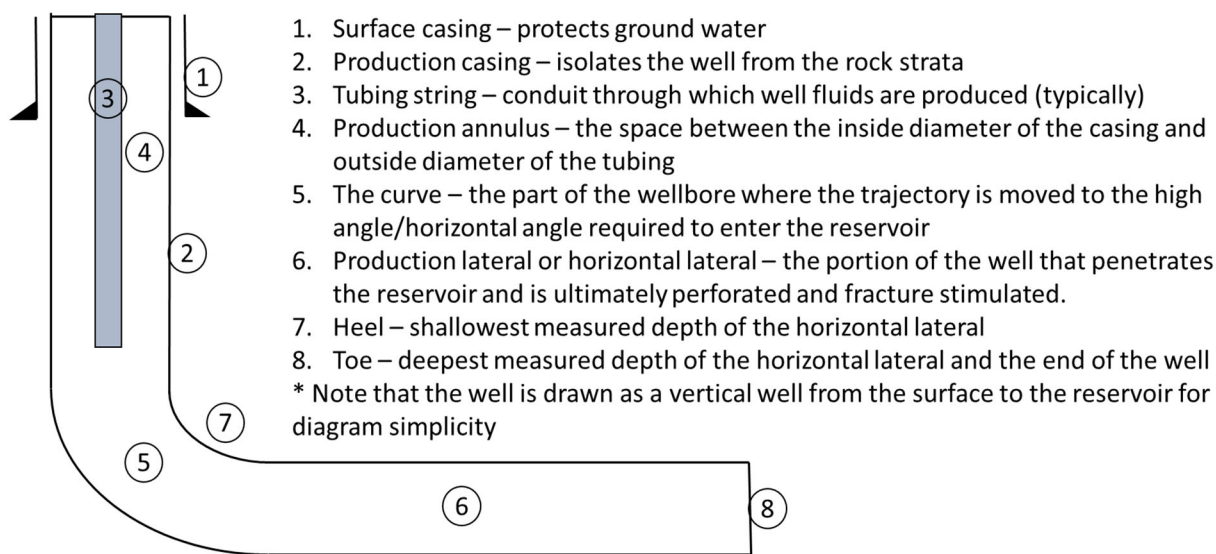 1. Surface casing – protects ground water
2. Production casing – isolates the well from the rock strata
3. Tubing string – conduit through which well fluids are produced (typically)
4. Production annulus – the space between the inside diameter of the casing and
outside diameter of the tubing
5. The curve – the part of the wellbore where the trajectory is moved to the high
angle/horizontal angle required to enter the reservoir
6. Production lateral or horizontal lateral – the portion of the well that penetrates
the reservoir and is ultimately perforated and fracture stimulated.
7. Heel – shallowest measured depth of the horizontal lateral
8. Toe – deepest measured depth of the horizontal lateral and the end of the well
* Note that the well is drawn as a vertical well from the surface to the reservoir for
diagram simplicity
1
3
4
2
7
5
6
8